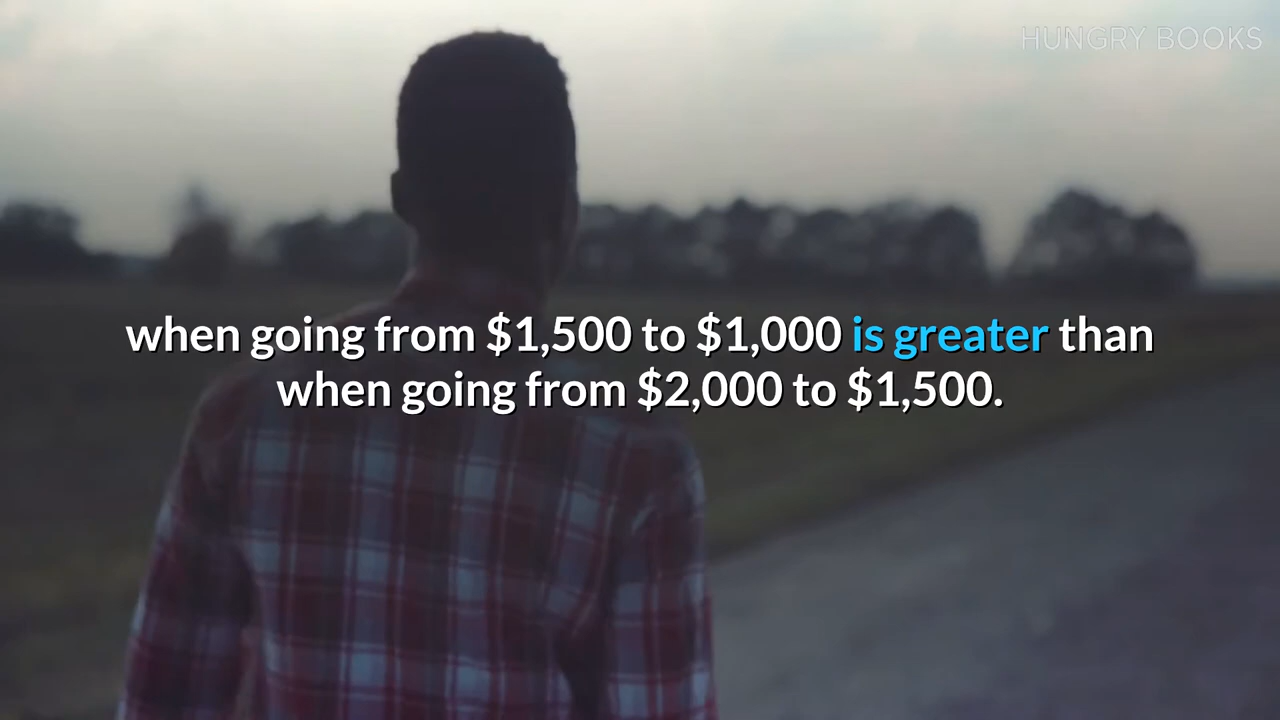 HUNGRY BOOKS
when going from $1,500 to $1,000 is greater than
when going from $2,000 to $1,500.